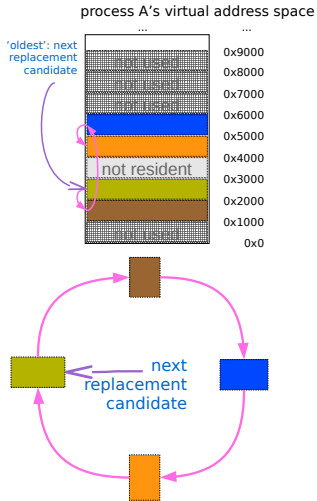 process A's virtual address space
... ...
'oldest': next
replacement
candidate
0x9000
not used
0x8000
not used
0x7000
not used
0x6000
0x5000
0x4000
not resident
0x3000
0x2000
0x1000
not used
0x0
next
replacement
candidate